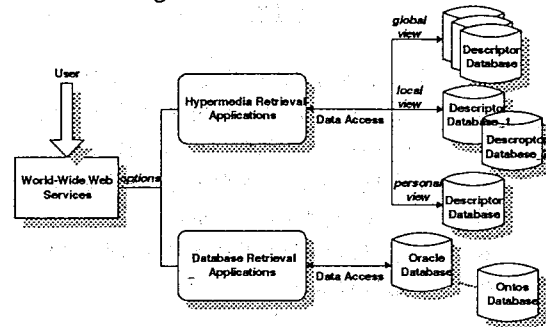 global
view
Descriptor
Database
User
Hypermedia Retrieval
Applications
Data Access
local
view
Descriptor
Database_1
Descroptor
Database_
World-Wide Web
Services
options
personal
view
Descriptor
Database
Database Retrieval
Applications
Data Access
Oracle
Database
Ontos
Database